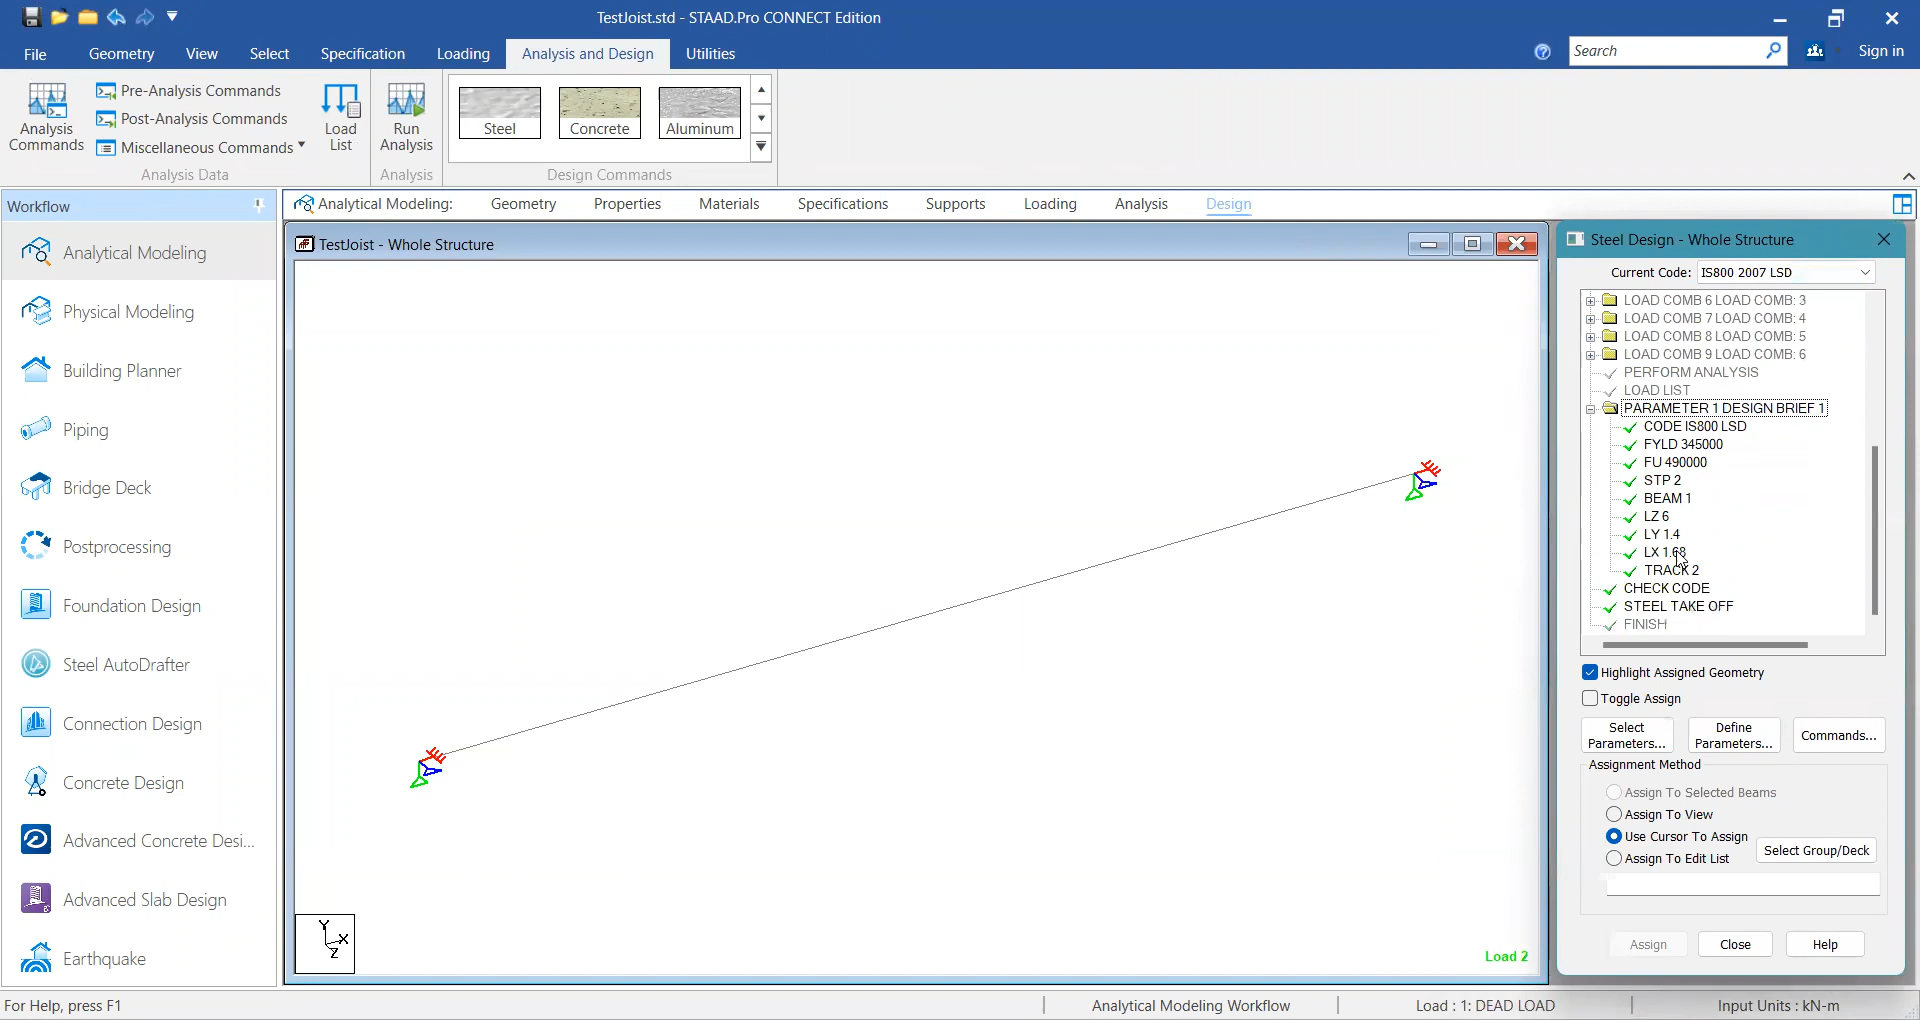 TestJoist.std - STAAD.Pro CONNECT Edition
File
Geometry
View
Select
Specification
Loading
Analysis and Design
Utilities
Search
Sign in
Analysis Commands
Pre-Analysis Commands
Post-Analysis Commands
Miscellaneous Commands
Analysis Data
Load List
Run Analysis
Analysis
Steel
Concrete
Aluminum
Design Commands
Workflow
Analytical Modeling
Physical Modeling
Building Planner
Piping
Bridge Deck
Postprocessing
Foundation Design
Steel AutoDrafter
Connection Design
Concrete Design
Advanced Concrete Desi...
Advanced Slab Design
Earthquake
Analytical Modeling:
Geometry
Properties
Materials
Specifications
Supports
Loading
Analysis
Design
TestJoist - Whole Structure
Y
X
Z
Load 2
Steel Design - Whole Structure
Current Code: IS800 2007 LSD
LOAD COMB 6 LOAD COMB: 3
LOAD COMB 7 LOAD COMB: 4
LOAD COMB 8 LOAD COMB: 5
LOAD COMB 9 LOAD COMB: 6
PERFORM ANALYSIS
LOAD LIST
PARAMETER 1 DESIGN BRIEF 1
CODE IS800 LSD
FYLD 345000
FU 490000
STP 2
BEAM 1
LZ 6
LY 1.4
LX 1.68
TRACK 2
CHECK CODE
STEEL TAKE OFF
FINISH
Highlight Assigned Geometry
Toggle Assign
Select Parameters...
Define Parameters...
Commands...
Assignment Method
Assign To Selected Beams
Assign To View
Use Cursor To Assign
Assign To Edit List
Select Group/Deck
Assign
Close
Help
For Help, press F1
Analytical Modeling Workflow
Load : 1: DEAD LOAD
Input Units : kN-m